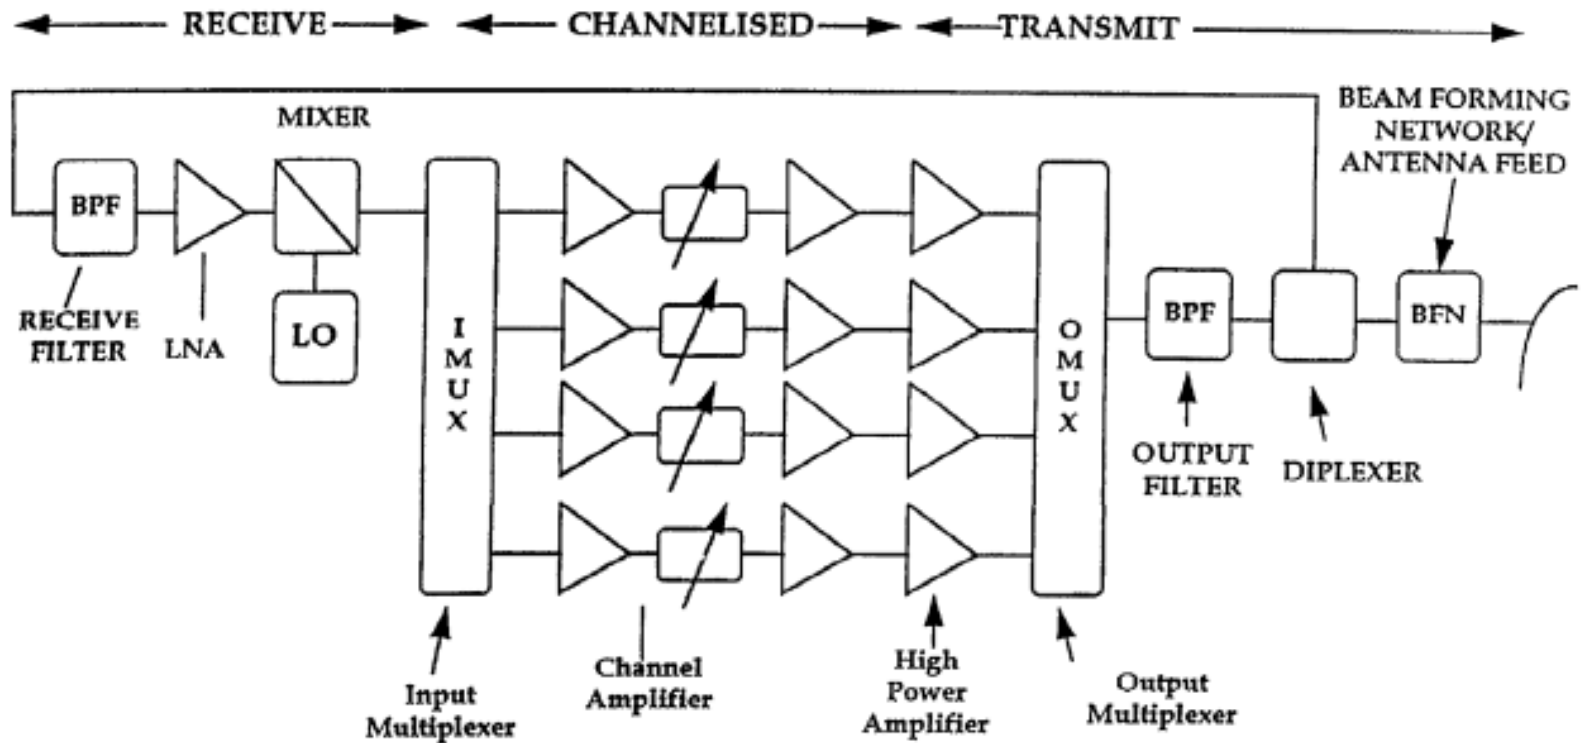 RECEIVE
CHANNELISED
TRANSMIT
MIXER
BEAM FORMING
NETWORK/
ANTENNA FEED
BPF
LO
RECEIVE
FILTER
LNA
I
M
U
X
O
M
U
X
BPF
BFN
OUTPUT
FILTER
DIPLEXER
Input
Multiplexer
Channel
Amplifier
High
Power
Amplifier
Output
Multiplexer